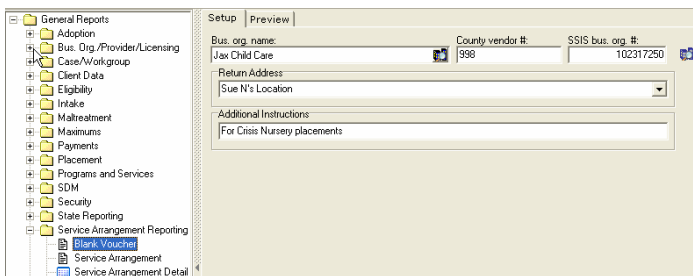 General Reports
Adoption
Bus. Org./Provider/Licensing
Case/Workgroup
Client Data
Eligibility
Intake
Maltreatment
Maximums
Payments
Placement
Programs and Services
SDM
Security
State Reporting
Service Arrangement Reporting
Blank Voucher
Service Arrangement
Service Arrangement Detail
Setup Preview
Bus. org. name: County vendor #: SSIS bus. org. #:
Jax Child Care 998 102317250
Return Address
Sue N's Location
Additional Instructions
For Crisis Nursery placements